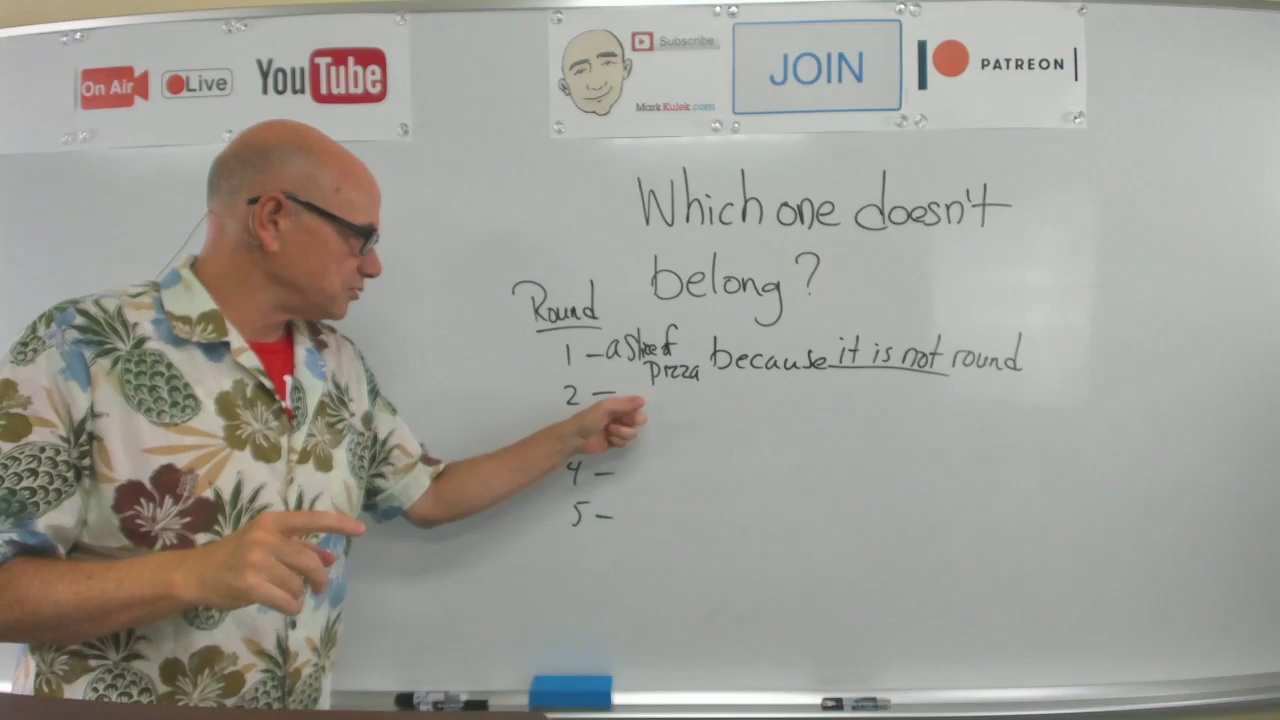 On Air
Live
YouTube
Subscribe
MarkKulek.com
JOIN
PATREON
Which one doesn't
belong?
Round
1 – a slice of
pizza because it is not round
2 –
4 –
5 –